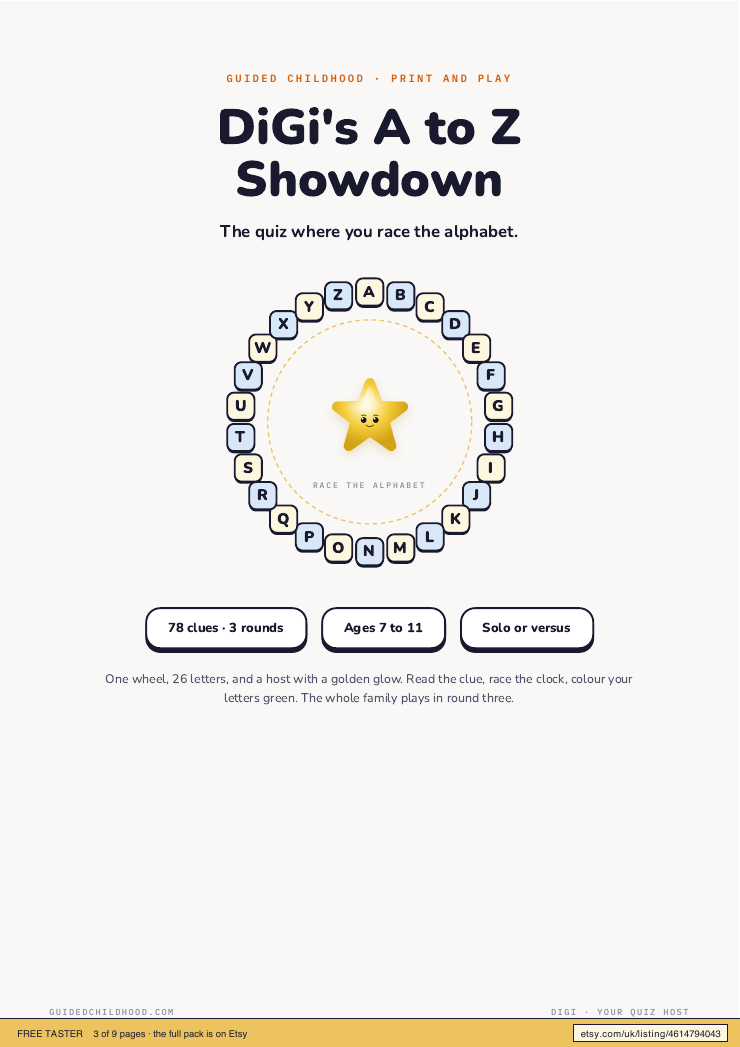 GUIDED CHILDHOOD · PRINT AND PLAY
DiGi's A to Z
Showdown
The quiz where you race the alphabet.
A
B
C
D
E
F
G
H
I
J
K
L
M
N
O
P
Q
R
S
T
U
V
W
X
Y
Z
RACE THE ALPHABET
78 clues · 3 rounds
Ages 7 to 11
Solo or versus
One wheel, 26 letters, and a host with a golden glow. Read the clue, race the clock, colour your
letters green. The whole family plays in round three.
GUIDEDCHILDHOOD.COM
DIGI · YOUR QUIZ HOST
FREE TASTER 3 of 9 pages · the full pack is on Etsy
etsy.com/uk/listing/4614794043